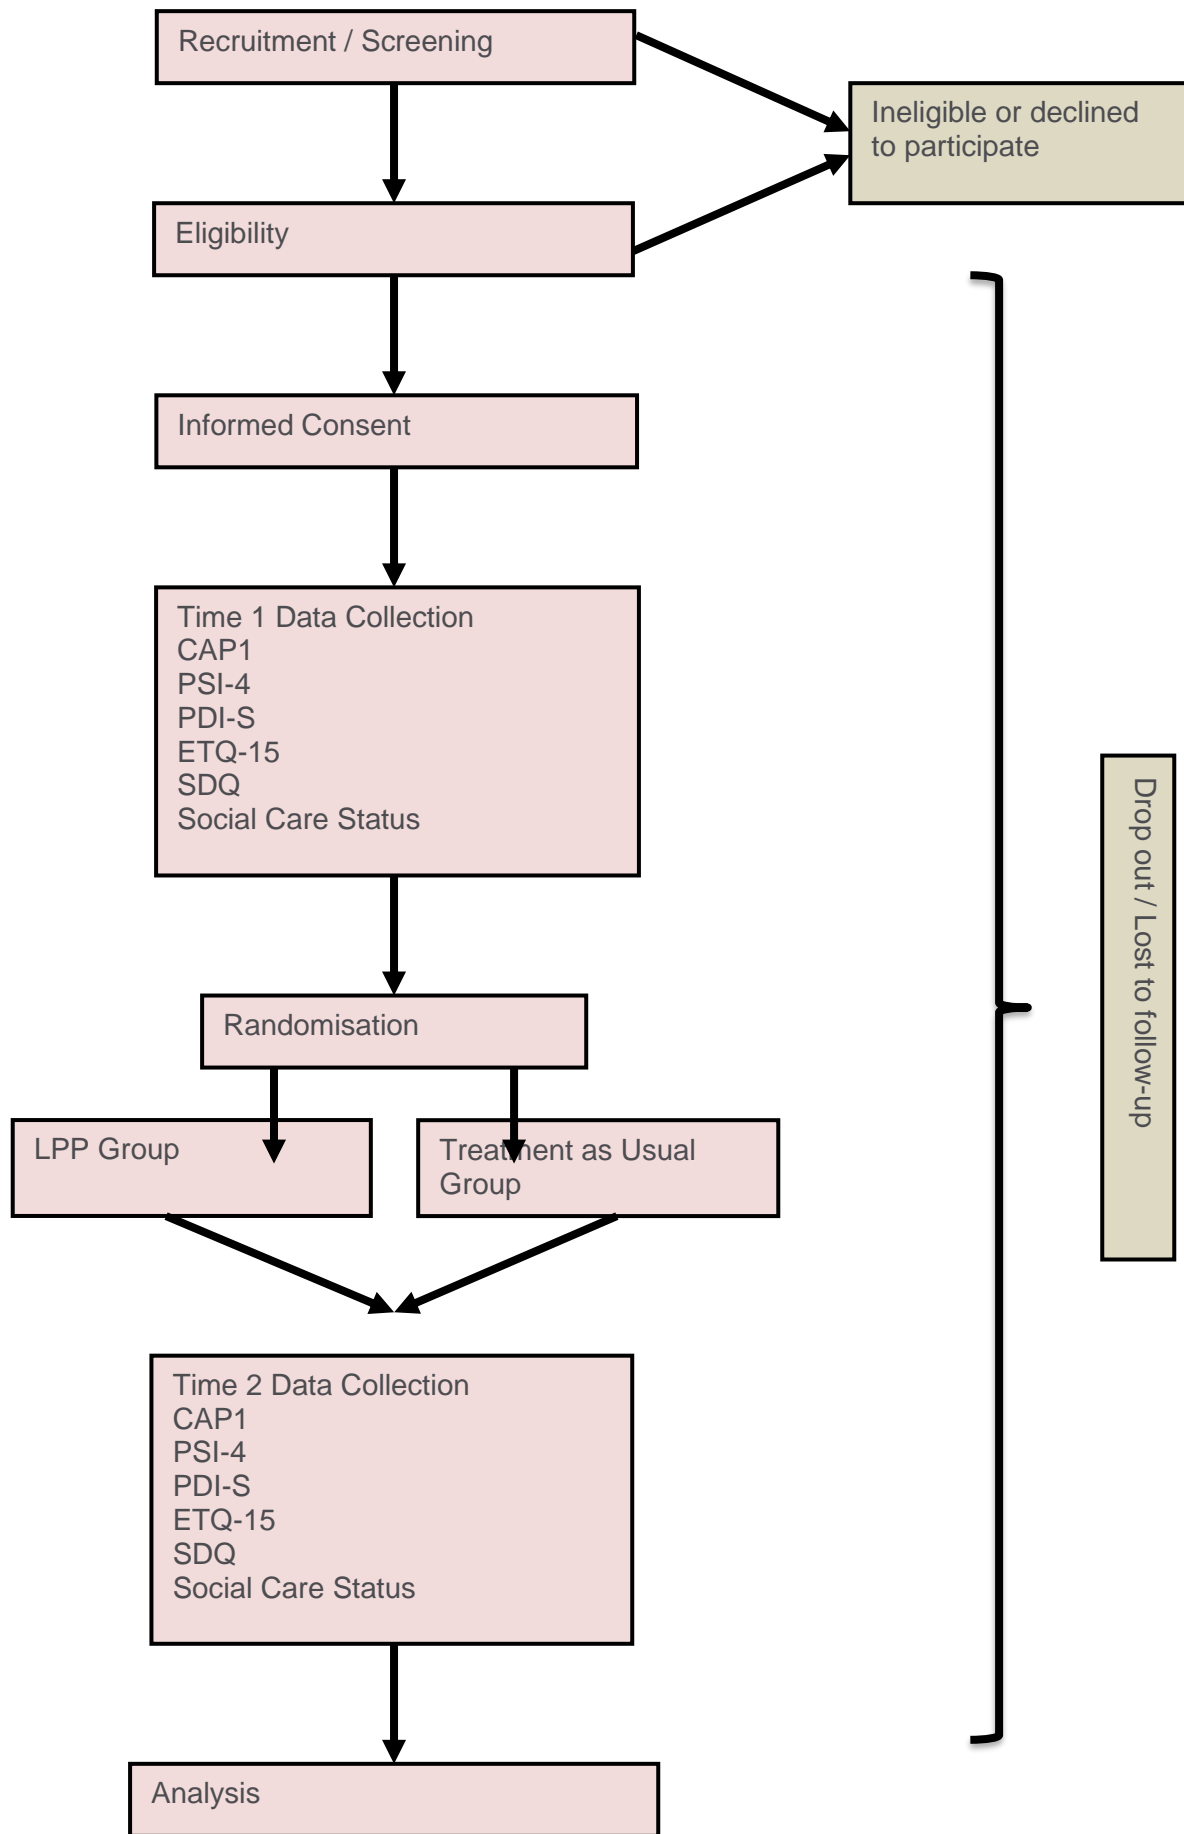 Recruitment / Screening
Ineligible or declined
to participate
Eligibility
Informed Consent
Time 1 Data Collection
CAP1
PSI-4
PDI-S
ETQ-15
SDQ
Social Care Status
Drop out / Lost to follow-up
Randomisation
LPP Group
Treatment as Usual
Group
Time 2 Data Collection
CAP1
PSI-4
PDI-S
ETQ-15
SDQ
Social Care Status
Analysis